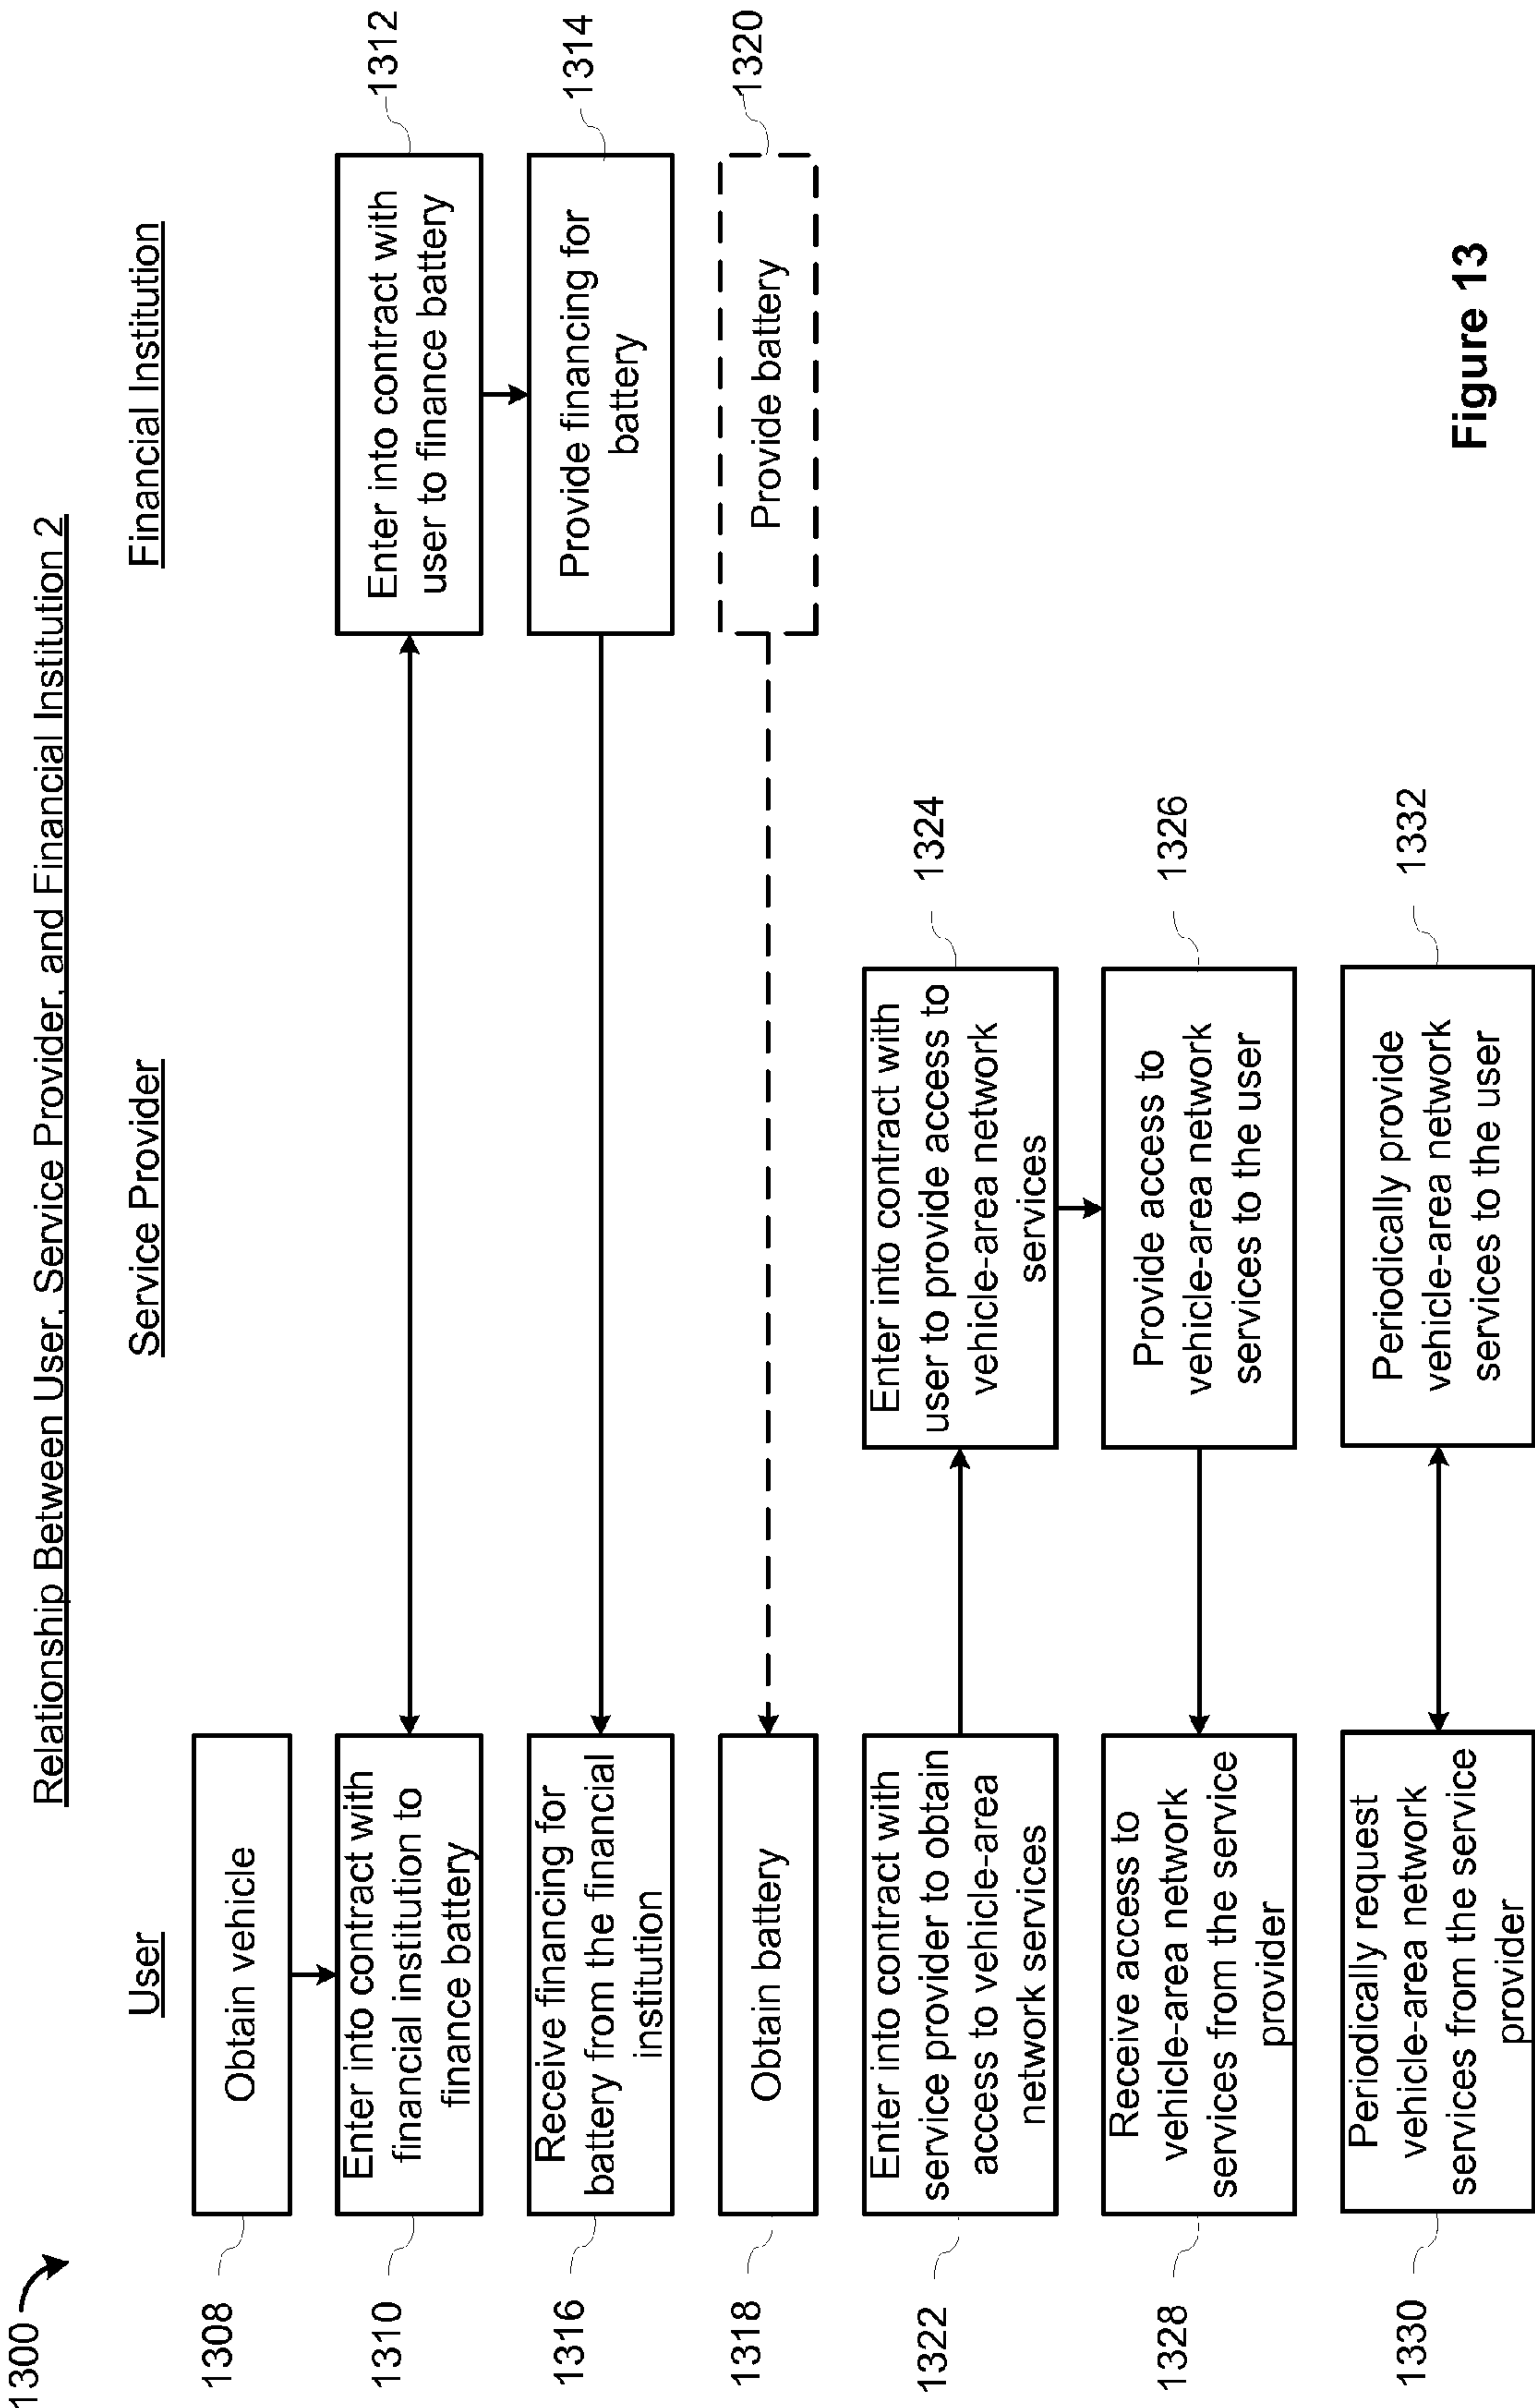 1300
Relationship Between User, Service Provider, and Financial Institution 2
User
Service Provider
Financial Institution
1308
Obtain vehicle
1310
Enter into contract with
financial institution to
finance battery
Enter into contract with
user to finance battery
1312
1316
Receive financing for
battery from the financial
institution
Provide financing for
battery
1314
1318
Obtain battery
Provide battery
1320
1322
Enter into contract with
service provider to obtain
access to vehicle-area
network services
Enter into contract with
user to provide access to
vehicle-area network
services
1324
1328
Receive access to
vehicle-area network
services from the service
provider
Provide access to
vehicle-area network
services to the user
1326
1330
Periodically request
vehicle-area network
services from the service
provider
Periodically provide
vehicle-area network
services to the user
1332
Figure 13